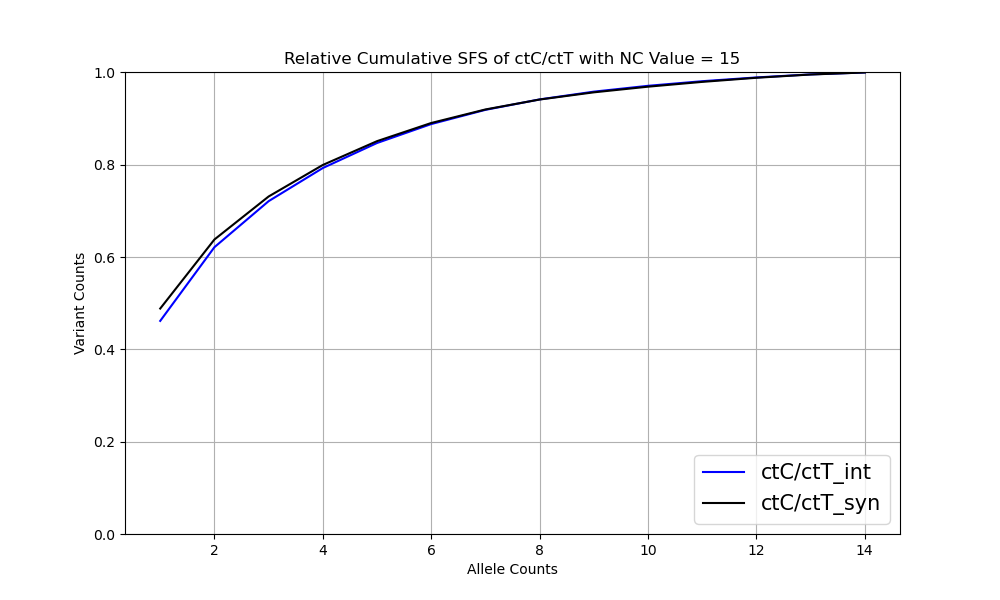 Relative Cumulative SFS of ctC/ctT with NC Value = 15
1.0
0.8
0.6
0.4
0.2
0.0
Variant Counts
2 4 6 8 10 12 14
Allele Counts
ctC/ctT_int
ctC/ctT_syn